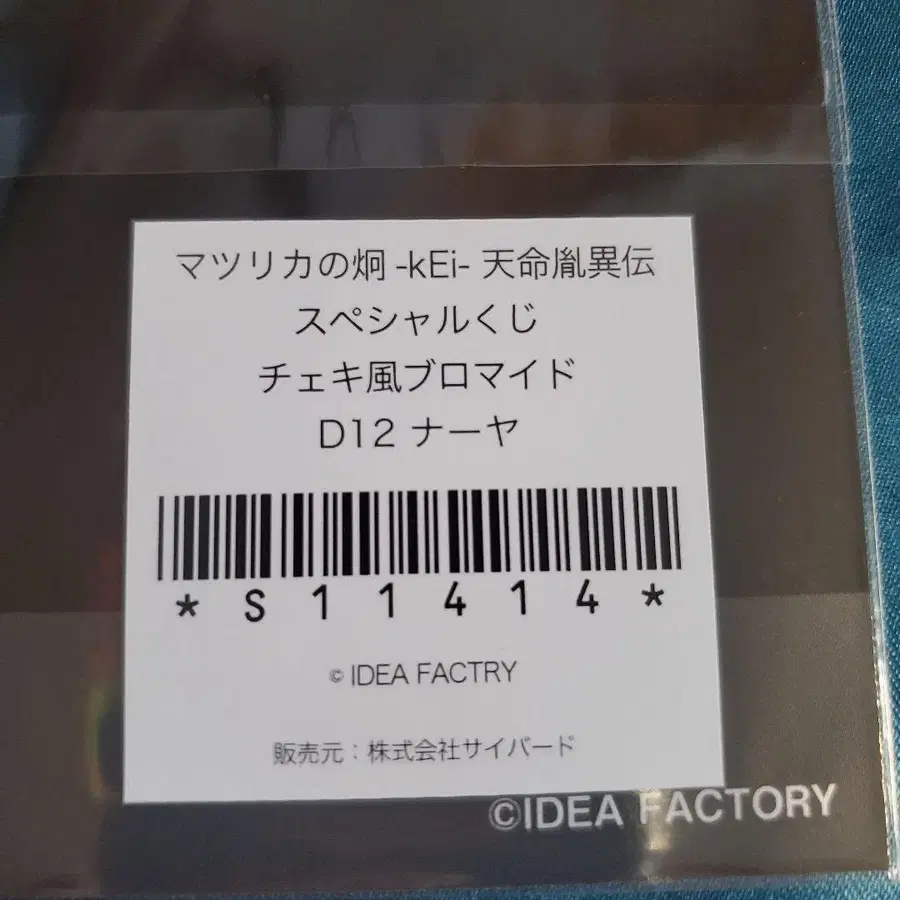 マツリカの炯 -kEi- 天命胤異伝
スペシャルくじ
チェキ風ブロマイド
D12 ナーヤ
*S11414*
© IDEA FACTRY
販売元：株式会社サイバード
©IDEA FACTORY